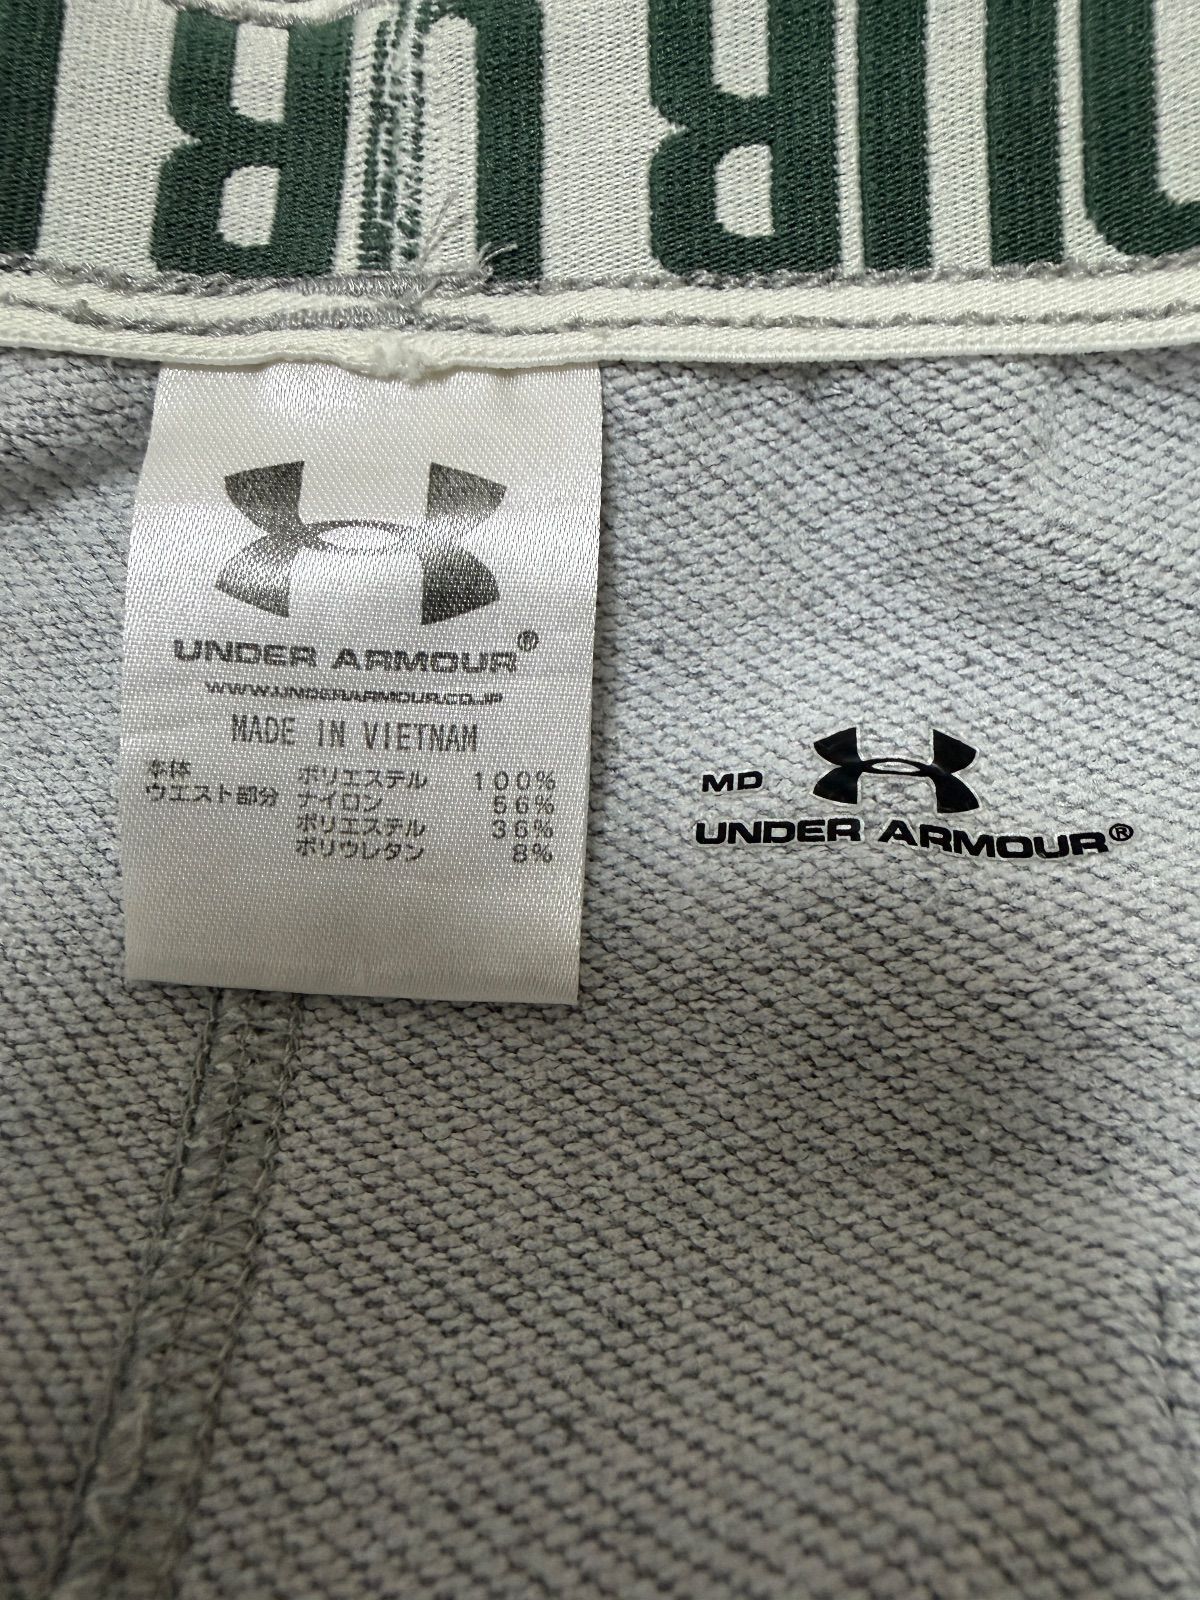 UNDER ARMOUR®
WWW.UNDERARMOUR.CO.JP
MADE IN VIETNAM
本体 ポリエステル 100%
ウエスト部分 ナイロン 56%
ポリエステル 36%
ポリウレタン 8%
MD
UNDER ARMOUR®